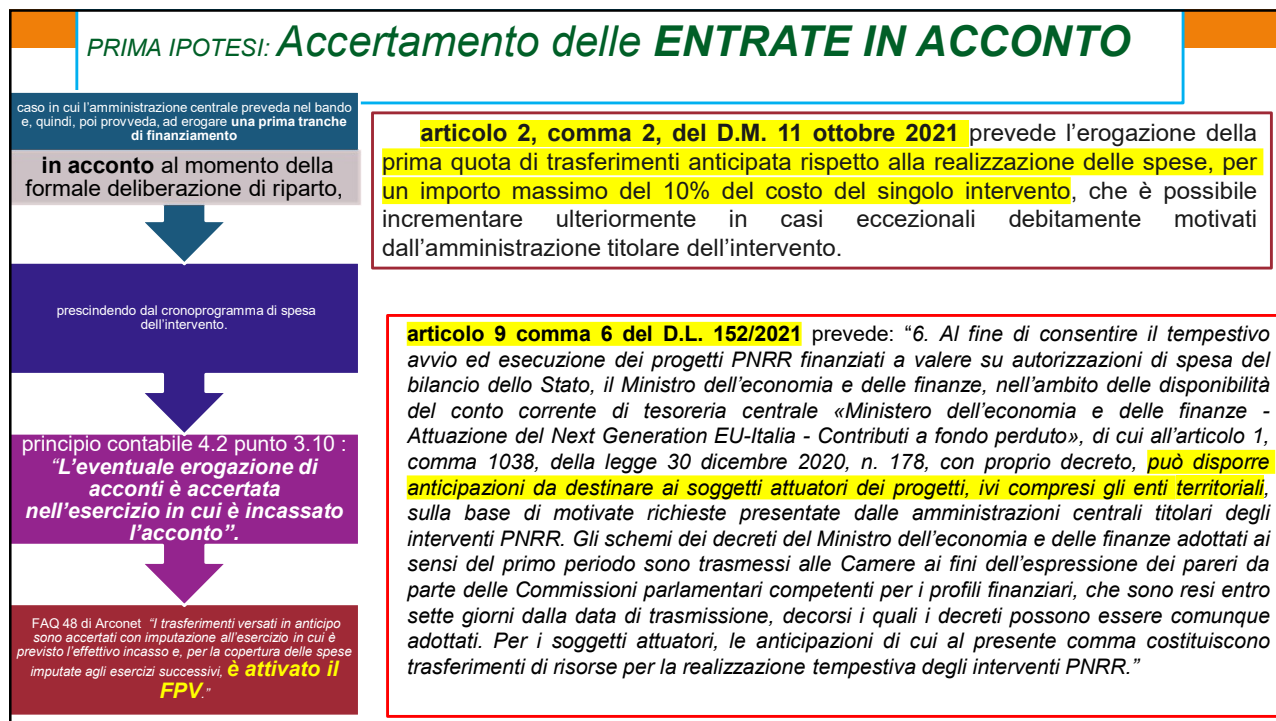 PRIMA IPOTESI: Accertamento delle ENTRATE IN ACCONTO
caso in cui l'amministrazione centrale preveda nel bando
e, quindi, poi provveda, ad erogare una prima tranche
di finanziamento
in acconto al momento della
formale deliberazione di riparto,
prescindendo dal cronoprogramma di spesa
dell'intervento.
principio contabile 4.2 punto 3.10 :
“L'eventuale erogazione di
acconti è accertata
nell'esercizio in cui è incassato
l'acconto”.
FAQ 48 di Arconet “I trasferimenti versati in anticipo
sono accertati con imputazione all'esercizio in cui è
previsto l'effettivo incasso e, per la copertura delle spese
imputate agli esercizi successivi, è attivato il
FPV.”
articolo 2, comma 2, del D.M. 11 ottobre 2021 prevede l'erogazione della
prima quota di trasferimenti anticipata rispetto alla realizzazione delle spese, per
un importo massimo del 10% del costo del singolo intervento, che è possibile
incrementare ulteriormente in casi eccezionali debitamente motivati
dall'amministrazione titolare dell'intervento.
articolo 9 comma 6 del D.L. 152/2021 prevede: “6. Al fine di consentire il tempestivo
avvio ed esecuzione dei progetti PNRR finanziati a valere su autorizzazioni di spesa del
bilancio dello Stato, il Ministro dell'economia e delle finanze, nell'ambito delle disponibilità
del conto corrente di tesoreria centrale «Ministero dell'economia e delle finanze -
Attuazione del Next Generation EU-Italia - Contributi a fondo perduto», di cui all'articolo 1,
comma 1038, della legge 30 dicembre 2020, n. 178, con proprio decreto, può disporre
anticipazioni da destinare ai soggetti attuatori dei progetti, ivi compresi gli enti territoriali,
sulla base di motivate richieste presentate dalle amministrazioni centrali titolari degli
interventi PNRR. Gli schemi dei decreti del Ministro dell'economia e delle finanze adottati ai
sensi del primo periodo sono trasmessi alle Camere ai fini dell'espressione dei pareri da
parte delle Commissioni parlamentari competenti per i profili finanziari, che sono resi entro
sette giorni dalla data di trasmissione, decorsi i quali i decreti possono essere comunque
adottati. Per i soggetti attuatori, le anticipazioni di cui al presente comma costituiscono
trasferimenti di risorse per la realizzazione tempestiva degli interventi PNRR.”